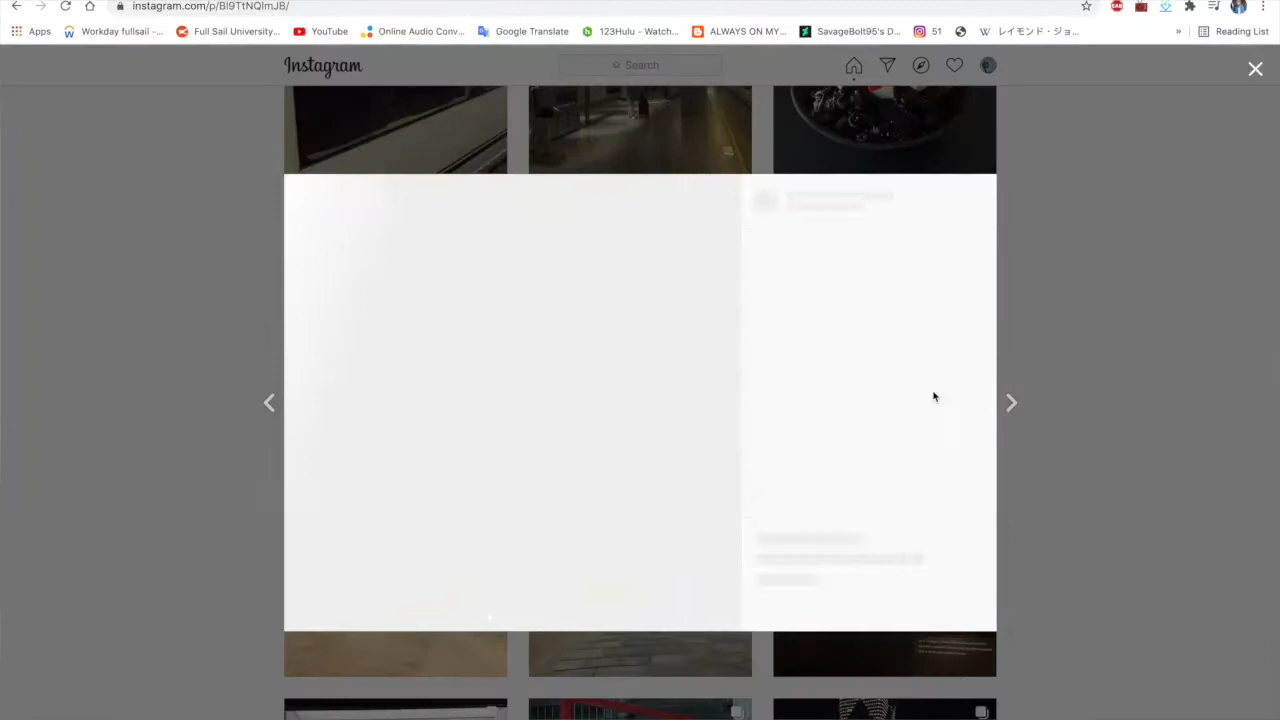 instagram.com/p/BI9TtNQlmJB/
Apps Workday fullsail -... Full Sail University... YouTube Online Audio Conv... Google Translate 123Hulu - Watch... ALWAYS ON MY... SavageBolt95's D... 51 レイモンド・ジョ... » Reading List
Instagram Search